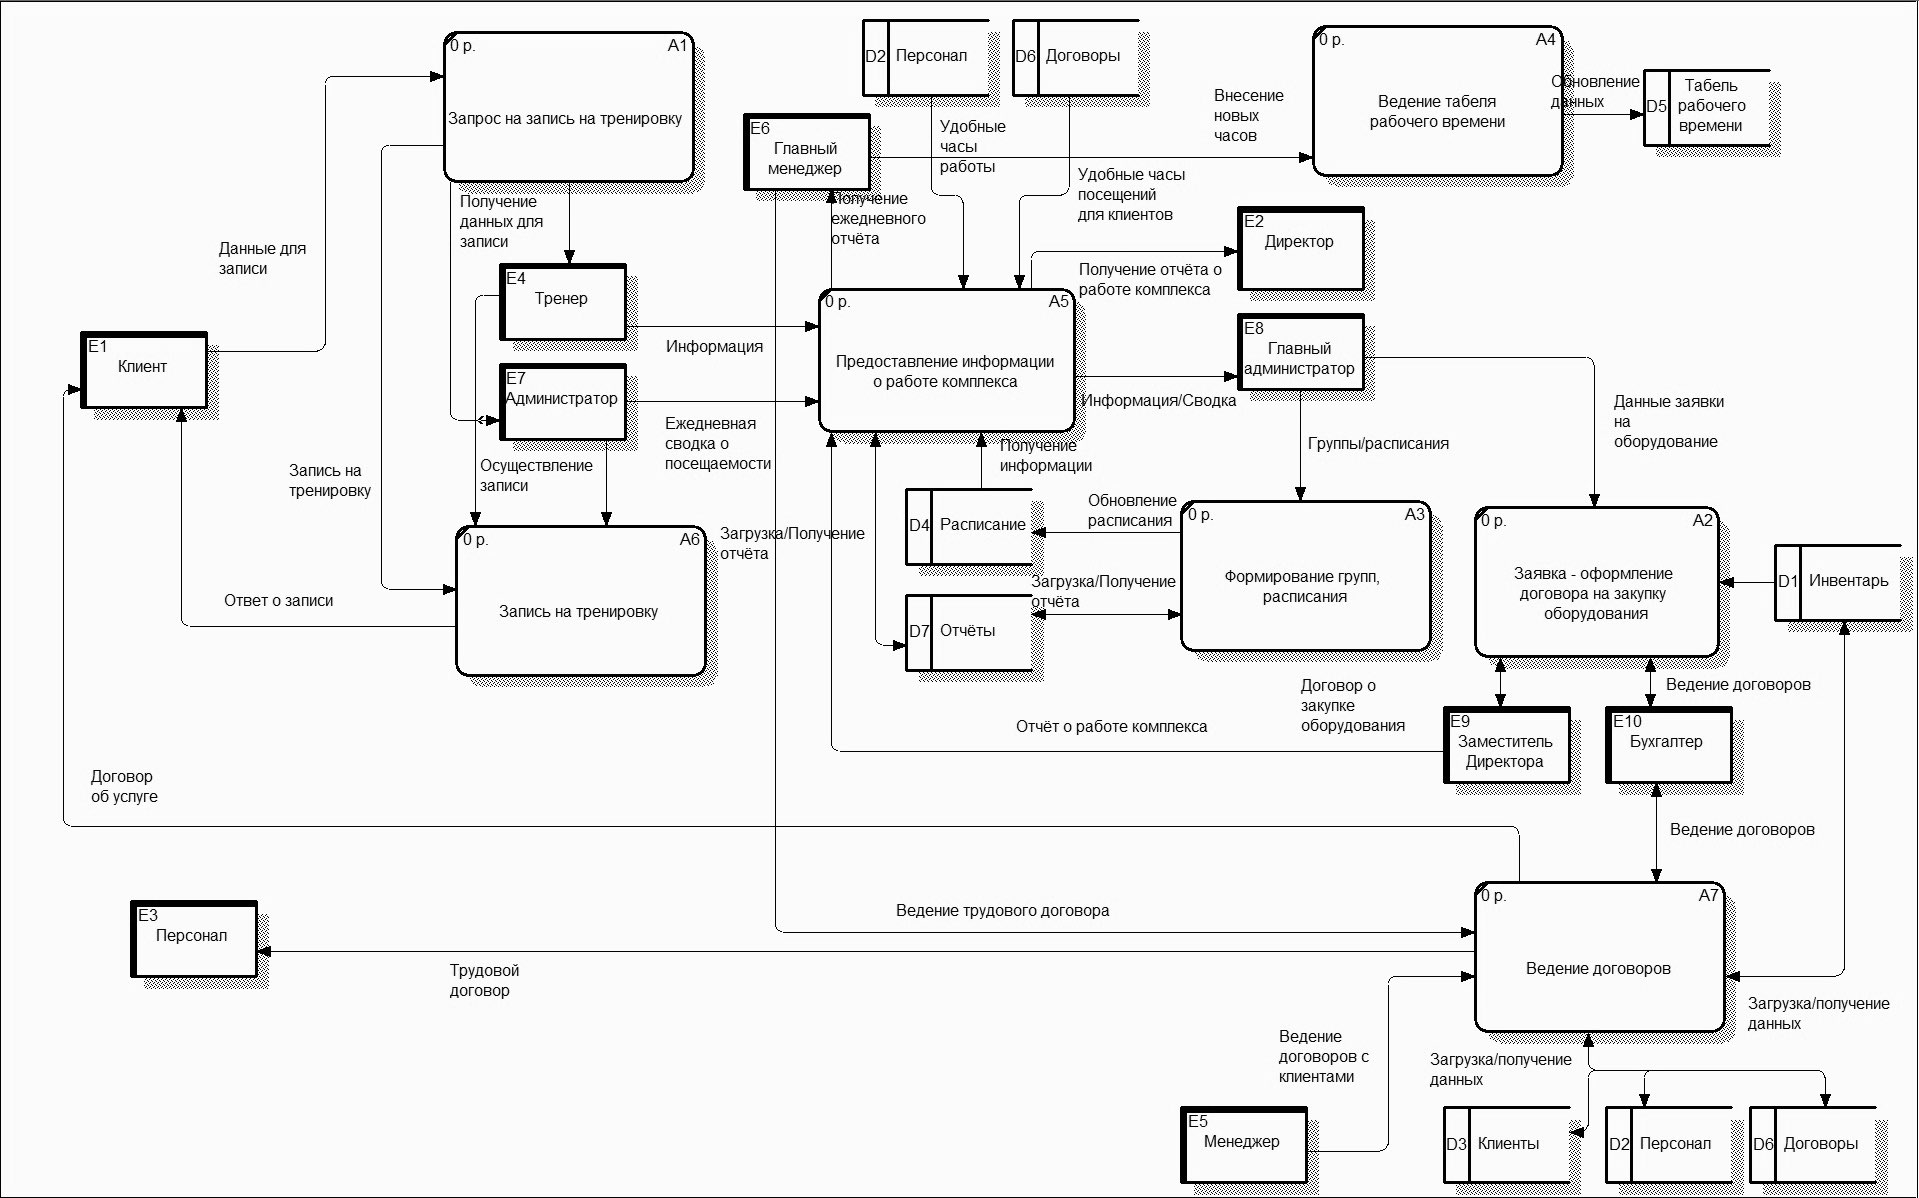 0 р.
A1
Запрос на запись на тренировку
D2
Персонал
D6
Договоры
0 р.
A4
Ведение табеля
рабочего времени
Обновление
данных
D5
Табель
рабочего
времени
Внесение
новых
часов
E6
Главный
менеджер
Удобные
часы
работы
Удобные часы
посещений
для клиентов
Получение
ежедневного
отчёта
Получение
данных для
записи
Данные для
записи
E2
Директор
Получение отчёта о
работе комплекса
E4
Тренер
Информация
0 р.
A5
Предоставление информации
о работе комплекса
E8
Главный
администратор
Информация/Сводка
E1
Клиент
E7
Администратор
Ежедневная
сводка о
посещаемости
Данные заявки
на
оборудование
Группы/расписания
Получение
информации
Запись на
тренировку
Осуществление
записи
0 р.
A6
Запись на тренировку
Загрузка/Получение
отчёта
D4
Расписание
Обновление
расписания
0 р.
A3
Формирование групп,
расписания
0 р.
A2
Заявка - оформление
договора на закупку
оборудования
D1
Инвентарь
Загрузка/Получение
отчёта
D7
Отчёты
Ответ о записи
Договор о
закупке
оборудования
Ведение договоров
Отчёт о работе комплекса
E9
Заместитель
Директора
E10
Бухгалтер
Договор
об услуге
Ведение договоров
E3
Персонал
Ведение трудового договора
Трудовой
договор
0 р.
A7
Ведение договоров
Загрузка/получение
данных
Ведение
договоров с
клиентами
Загрузка/получение
данных
E5
Менеджер
D3
Клиенты
D2
Персонал
D6
Договоры